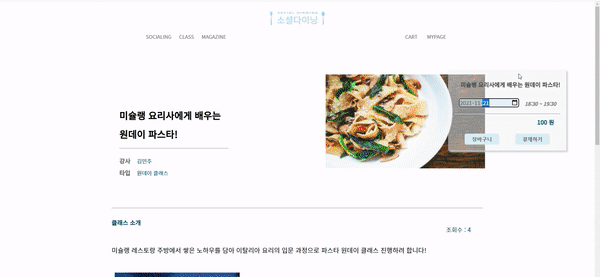 소셜다이닝
SOCIALING CLASS MAGAZINE CART MYPAGE
미슐랭 요리사에게 배우는
원데이 파스타!
강사 김민주
타입 원데이 클래스
미슐랭 요리사에게 배우는 원데이 파스타!
2021-11-23 18:30 ~ 19:30
100 원
장바구니 결제하기
클래스 소개
조회수 : 4
미슐랭 레스토랑 주방에서 쌓은 노하우를 담아 이탈리아 요리의 입문 과정으로 파스타 원데이 클래스 진행하려 합니다!